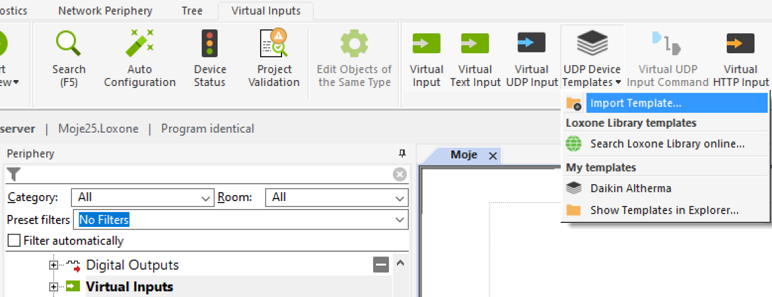 nostics
Network Periphery
Tree
Virtual Inputs
Search
(F5)
Auto
Configuration
Device
Status
Project
Validation
Edit Objects of
the Same Type
Virtual
Input
Virtual
Text Input
Virtual
UDP Input
UDP Device
Templates
Virtual UDP
Input Command
Virtual
HTTP Input
Import Template...
Loxone Library templates
Search Loxone Library online...
My templates
Daikin Altherma
Show Templates in Explorer...
server | Moje25.Loxone | Program identical
Periphery
Moje
Category: All
Room: All
Preset filters No Filters
Filter automatically
Digital Outputs
Virtual Inputs